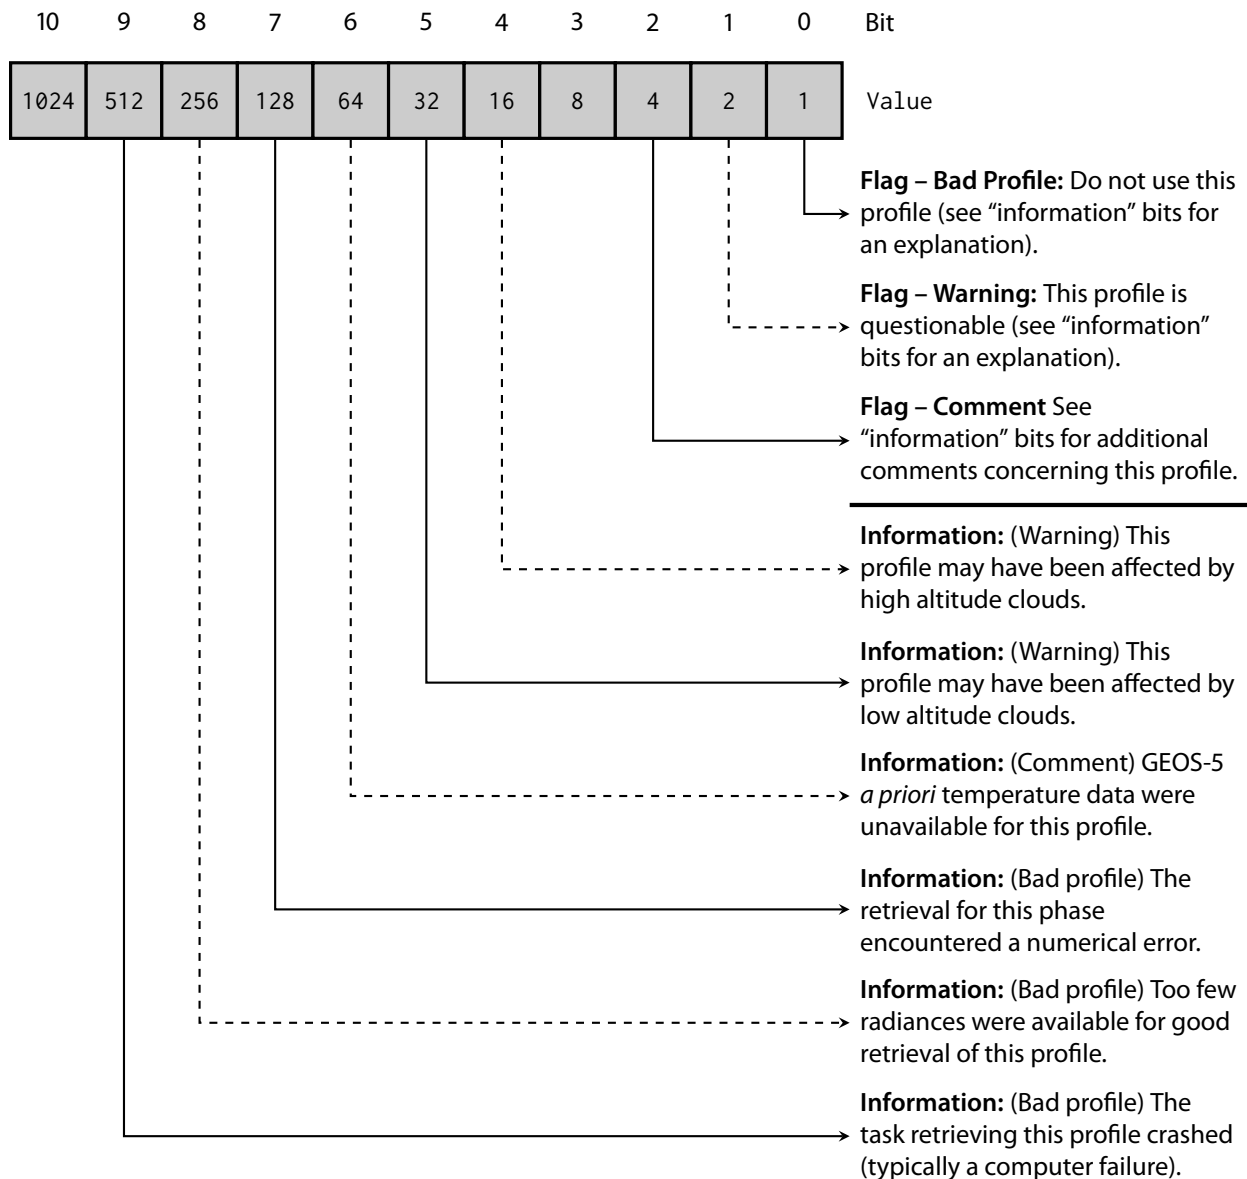 10 9 8 7 6 5 4 3 2 1 0 Bit
1024 512 256 128 64 32 16 8 4 2 1 Value
Flag – Bad Profile: Do not use this
profile (see “information” bits for
an explanation).
Flag – Warning: This profile is
questionable (see “information”
bits for an explanation).
Flag – Comment See
“information” bits for additional
comments concerning this profile.
Information: (Warning) This
profile may have been affected by
high altitude clouds.
Information: (Warning) This
profile may have been affected by
low altitude clouds.
Information: (Comment) GEOS-5
a priori temperature data were
unavailable for this profile.
Information: (Bad profile) The
retrieval for this phase
encountered a numerical error.
Information: (Bad profile) Too few
radiances were available for good
retrieval of this profile.
Information: (Bad profile) The
task retrieving this profile crashed
(typically a computer failure).